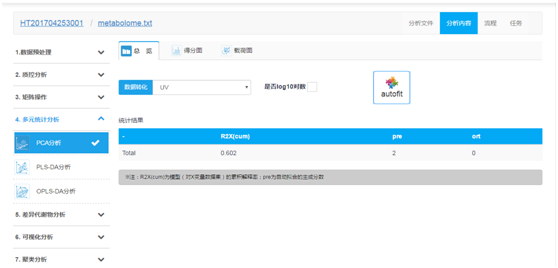 HT201704253001 / metabolome.txt
分析文件 分析内容 流程 任务
1.数据预处理
2. 质控分析
3. 矩阵操作
4. 多元统计分析
PCA分析
PLS-DA分析
OPLS-DA分析
5. 差异代谢物分析
6. 可视化分析
7. 聚类分析
总 览 得分图 载荷图
数据转化 UV 是否log10对数
autofit
统计结果
- R2X(cum) pre ort
Total 0.602 2 0
※注：R2X(cum)为模型（对X变量数据集）的累积解释率；pre为自动拟合的主成分数